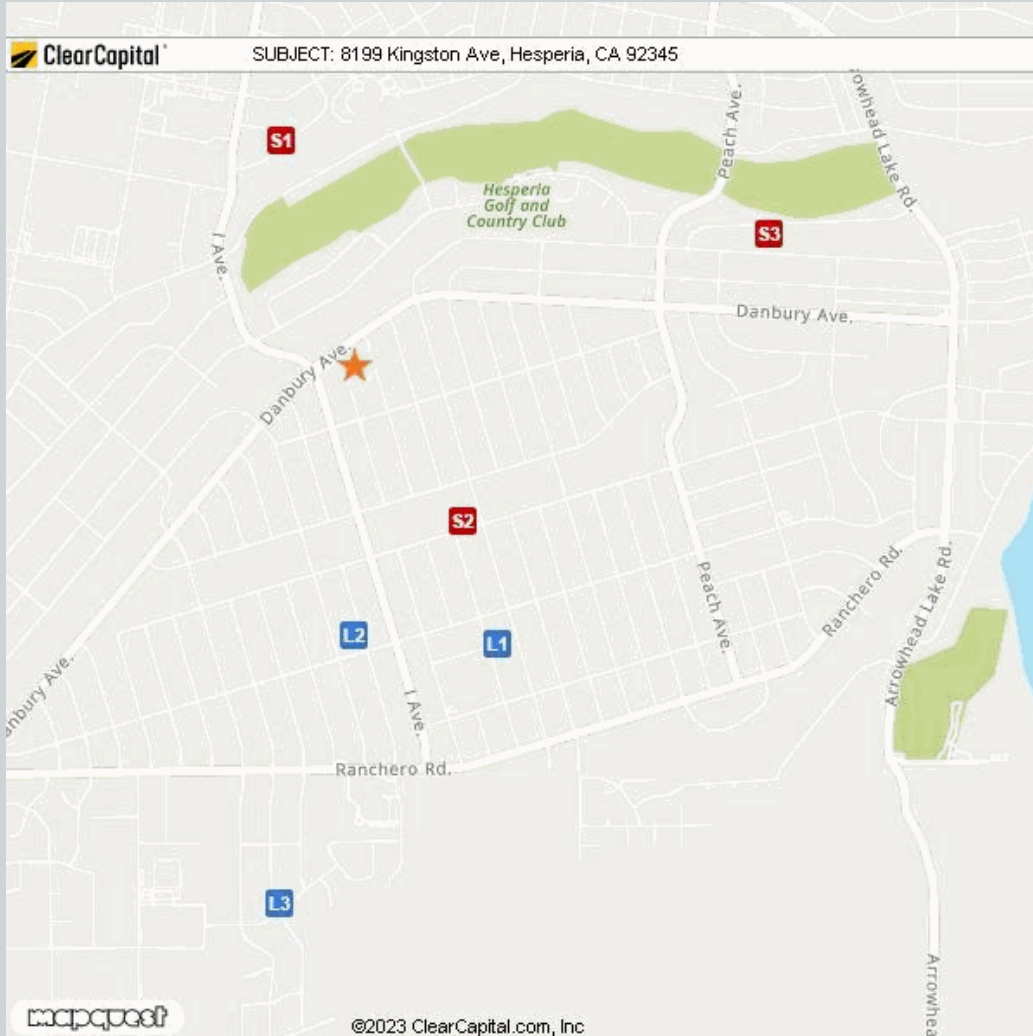 ClearCapital
SUBJECT: 8199 Kingston Ave, Hesperia, CA 92345
S1
Peach Ave.
Arrowhead Lake Rd.
Hesperia
Golf and
Country Club
S3
I Ave.
Danbury Ave.
Danbury Ave.
S2
L2
L1
Peach Ave.
Ranchero Rd.
Arrowhead Lake Rd.
anbury Ave.
I Ave.
Ranchero Rd.
L3
Arrowhea
mapquest
©2023 ClearCapital.com, Inc